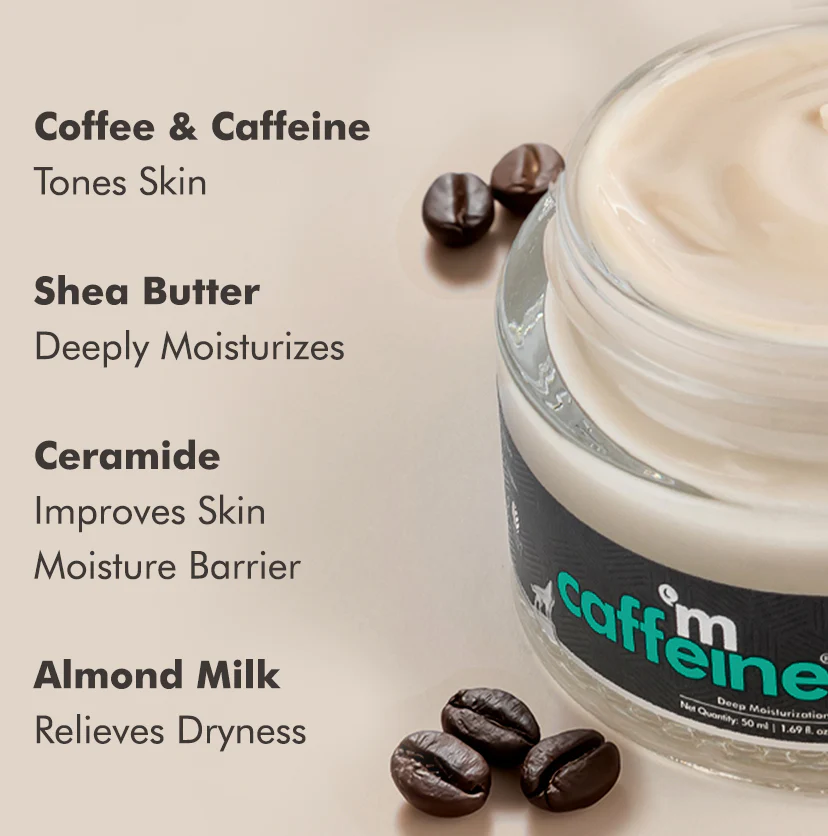 Coffee & Caffeine
Tones Skin
Shea Butter
Deeply Moisturizes
Ceramide
Improves Skin
Moisture Barrier
Almond Milk
Relieves Dryness
m
caffeine
Deep Moisturization
Net Quantity: 50 ml | 1.69 fl. oz